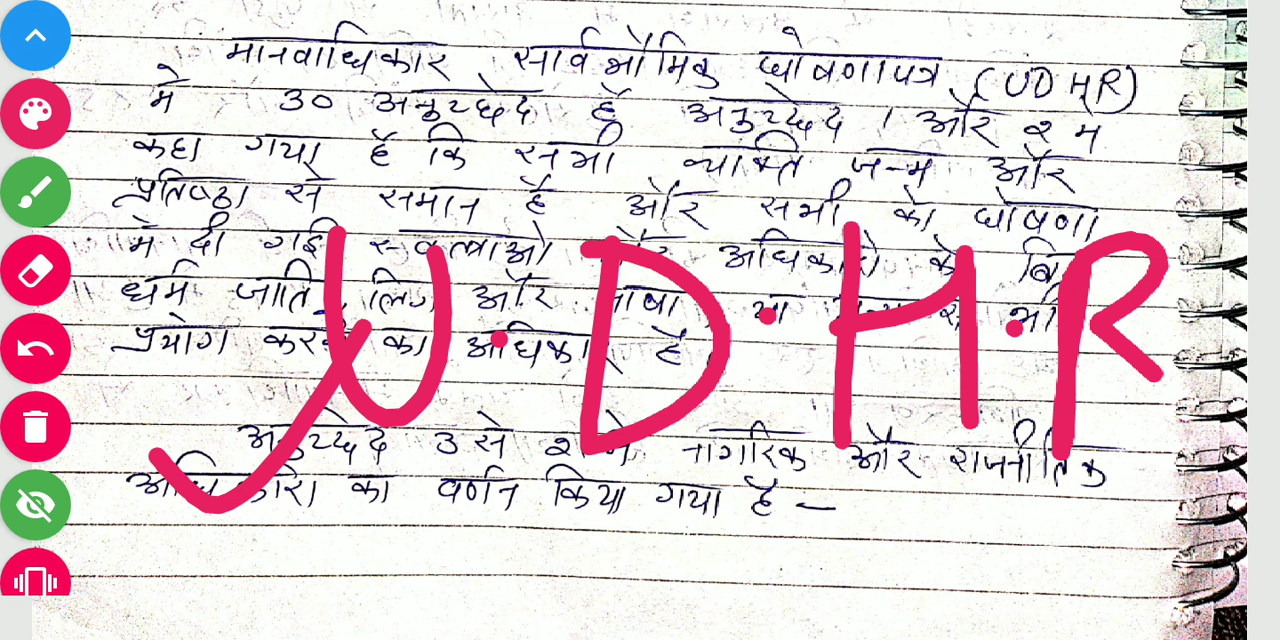 मानवाधिकार सार्वभौमिक घोषणापत्र (UDHR)
मे 30 अनुच्छेद हैं अनुच्छेद 1 और 2 म
कहा गया है कि सभी व्यक्ति जन्म और
प्रतिष्ठा से समान है और सभी को घोषणा
मे दी गई और अधिकारो के
धर्म जाति, लिंग और भाषा, या भी
प्रयोग करने का अधिकार है
U.D.H.R
अनुच्छेद 3 से नागरिक और राजनीतिक
अधिकारो का वर्णन किया गया है –